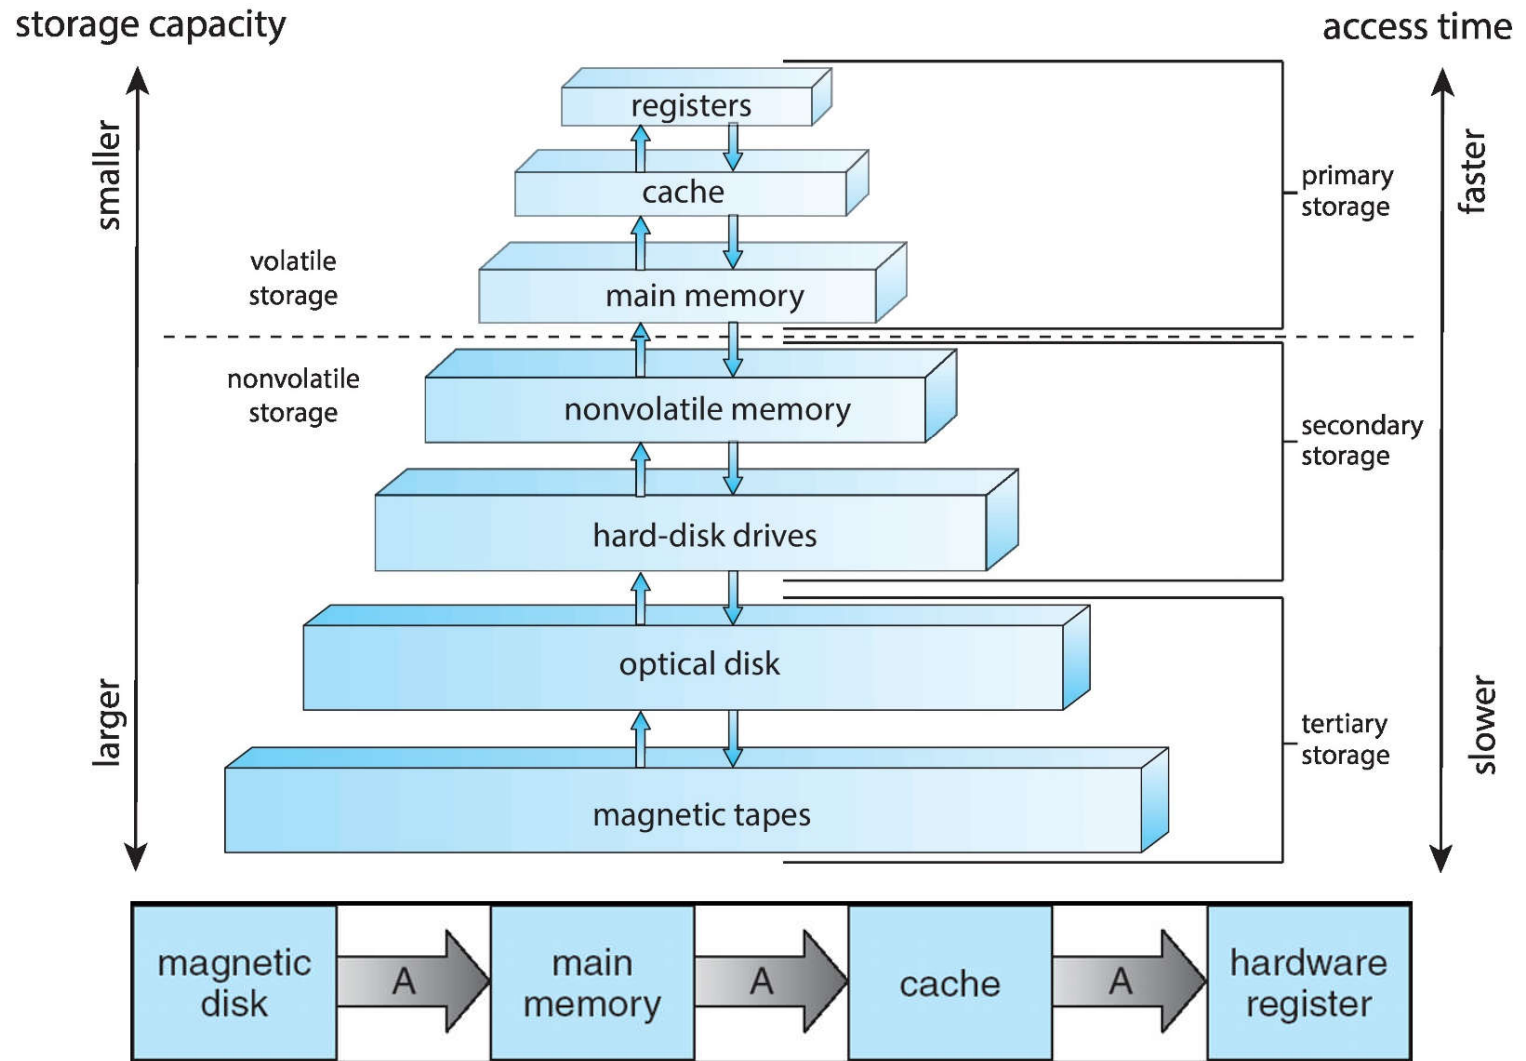 storage capacity
access time
smaller
larger
volatile
storage
nonvolatile
storage
registers
cache
main memory
nonvolatile memory
hard-disk drives
optical disk
magnetic tapes
primary
storage
secondary
storage
tertiary
storage
faster
slower
magnetic
disk
A
main
memory
A
cache
A
hardware
register